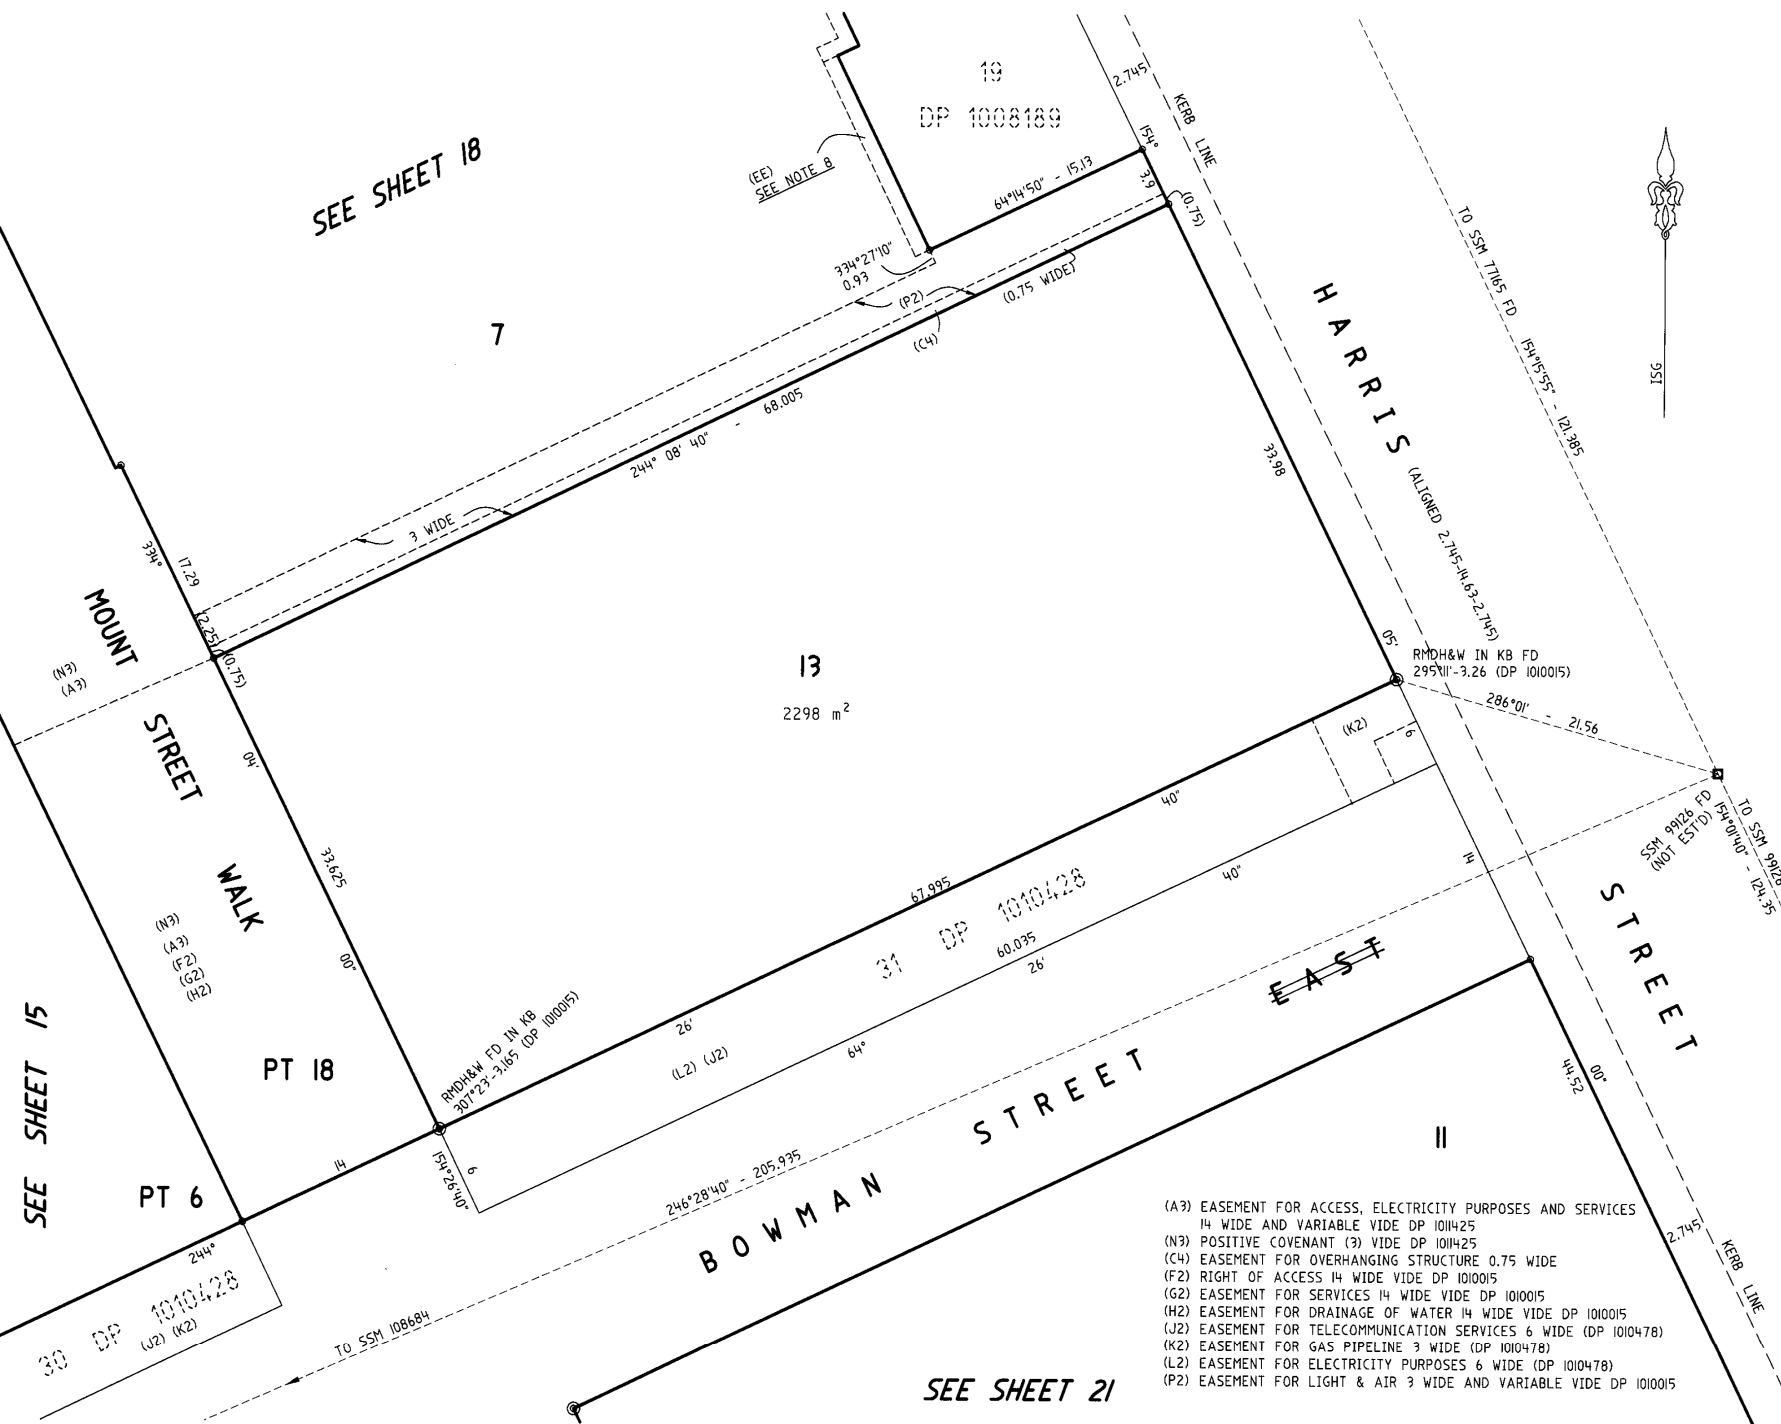 19
DP 1008189
2.745
KERB LINE
154°
SEE SHEET 18
(EE)
SEE NOTE 8
64°14'50" - 15.13
3.9
(0.75)
334°27'10"
0.93
(P2)
(0.75 WIDE)
(C4)
7
TO SSM 77165 FD 154°15'55" - 121.385
ISG
HARRIS
(ALIGNED 2.745-14.63-2.745)
244° 08' 40" - 68.005
33.98
3 WIDE
334°
17.29
(2.25)
(0.75)
MOUNT
STREET
WALK
(N3)
(A3)
13
2298 m²
05'
RMDH&W IN KB FD
295°11'-3.26 (DP 1010015)
286°01' - 21.56
(K2)
6
04'
40"
SSM 99126 FD
(NOT EST'D)
TO SSM 99128
154°01'40" - 124.35
33.625
67.995
31 DP 1010428
60.035
40"
14
STREET
(N3)
(A3)
(F2)
(G2)
(H2)
00"
26'
26'
EAST
RMDH&W FD IN KB
307°23'-3.165 (DP 1010015)
(L2) (J2)
64°
SEE SHEET 15
PT 18
44.52
00"
BOWMAN STREET
11
14
6
154°26'40"
246°28'40" - 205.935
PT 6
244°
30 DP 1010428
(J2) (K2)
TO SSM 108684
2.745
KERB LINE
(A3) EASEMENT FOR ACCESS, ELECTRICITY PURPOSES AND SERVICES
14 WIDE AND VARIABLE VIDE DP 1011425
(N3) POSITIVE COVENANT (3) VIDE DP 1011425
(C4) EASEMENT FOR OVERHANGING STRUCTURE 0.75 WIDE
(F2) RIGHT OF ACCESS 14 WIDE VIDE DP 1010015
(G2) EASEMENT FOR SERVICES 14 WIDE VIDE DP 1010015
(H2) EASEMENT FOR DRAINAGE OF WATER 14 WIDE VIDE DP 1010015
(J2) EASEMENT FOR TELECOMMUNICATION SERVICES 6 WIDE (DP 1010478)
(K2) EASEMENT FOR GAS PIPELINE 3 WIDE (DP 1010478)
(L2) EASEMENT FOR ELECTRICITY PURPOSES 6 WIDE (DP 1010478)
(P2) EASEMENT FOR LIGHT & AIR 3 WIDE AND VARIABLE VIDE DP 1010015
SEE SHEET 21